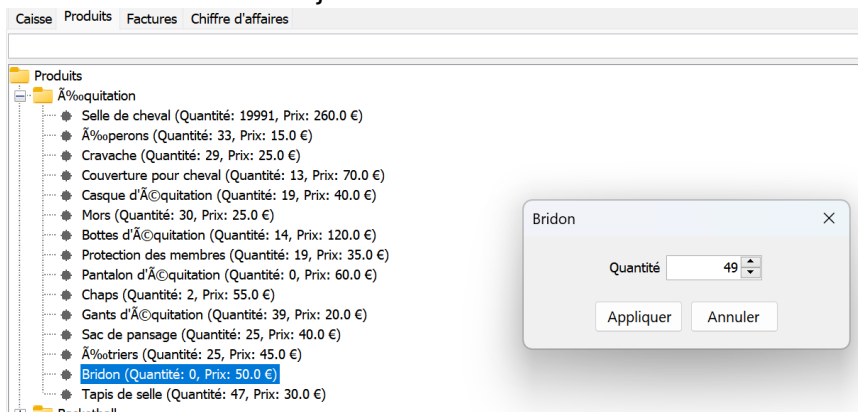 Caisse Produits Factures Chiffre d'affaires
Produits
Ã‰quitation
Selle de cheval (Quantité: 19991, Prix: 260.0 €)
Ã‰perons (Quantité: 33, Prix: 15.0 €)
Cravache (Quantité: 29, Prix: 25.0 €)
Couverture pour cheval (Quantité: 13, Prix: 70.0 €)
Casque d'Ã©quitation (Quantité: 19, Prix: 40.0 €)
Mors (Quantité: 30, Prix: 25.0 €)
Bottes d'Ã©quitation (Quantité: 14, Prix: 120.0 €)
Protection des membres (Quantité: 19, Prix: 35.0 €)
Pantalon d'Ã©quitation (Quantité: 0, Prix: 60.0 €)
Chaps (Quantité: 2, Prix: 55.0 €)
Gants d'Ã©quitation (Quantité: 39, Prix: 20.0 €)
Sac de pansage (Quantité: 25, Prix: 40.0 €)
Ã‰triers (Quantité: 25, Prix: 45.0 €)
Bridon (Quantité: 0, Prix: 50.0 €)
Tapis de selle (Quantité: 47, Prix: 30.0 €)
Basketball
Bridon
Quantité 49
Appliquer Annuler